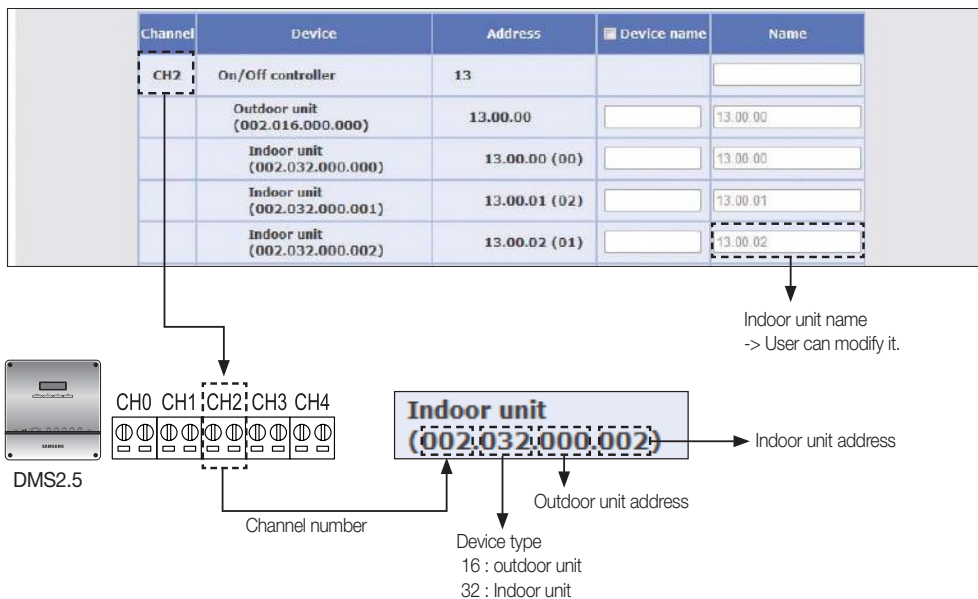 Channel Device Address Device name Name
CH2 On/Off controller 13
Outdoor unit
(002.016.000.000) 13.00.00 13.00.00
Indoor unit
(002.032.000.000) 13.00.00 (00) 13.00.00
Indoor unit
(002.032.000.001) 13.00.01 (02) 13.00.01
Indoor unit
(002.032.000.002) 13.00.02 (01) 13.00.02
Indoor unit name
-> User can modify it.
CH0 CH1 CH2 CH3 CH4
SAMSUNG
DMS2.5
Indoor unit
(002.032.000.002)
Indoor unit address
Outdoor unit address
Channel number
Device type
16 : outdoor unit
32 : Indoor unit